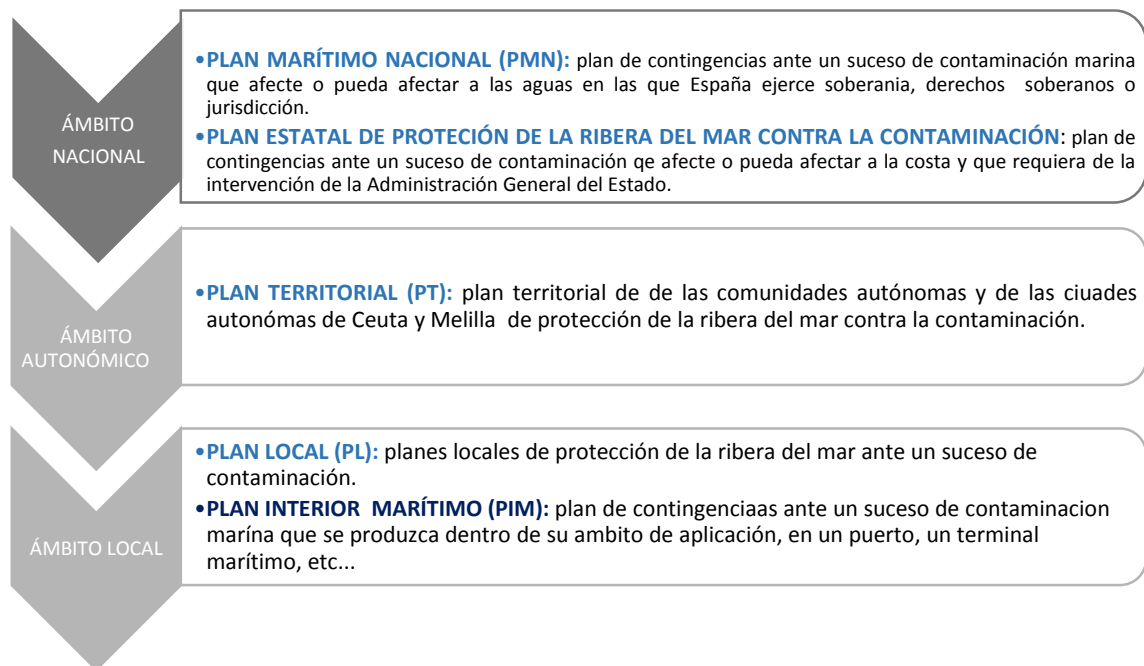 ÁMBITO
NACIONAL
•PLAN MARÍTIMO NACIONAL (PMN): plan de contingencias ante un suceso de contaminación marina
que afecte o pueda afectar a las aguas en las que España ejerce soberania, derechos soberanos o
jurisdicción.
•PLAN ESTATAL DE PROTECIÓN DE LA RIBERA DEL MAR CONTRA LA CONTAMINACIÓN: plan de
contingencias ante un suceso de contaminación qe afecte o pueda afectar a la costa y que requiera de la
intervención de la Administración General del Estado.
ÁMBITO
AUTONÓMICO
•PLAN TERRITORIAL (PT): plan territorial de de las comunidades autónomas y de las ciuades
autonómas de Ceuta y Melilla de protección de la ribera del mar contra la contaminación.
ÁMBITO LOCAL
•PLAN LOCAL (PL): planes locales de protección de la ribera del mar ante un suceso de
contaminación.
•PLAN INTERIOR MARÍTIMO (PIM): plan de contingenciaas ante un suceso de contaminacion
marína que se produzca dentro de su ambito de aplicación, en un puerto, un terminal
marítimo, etc...